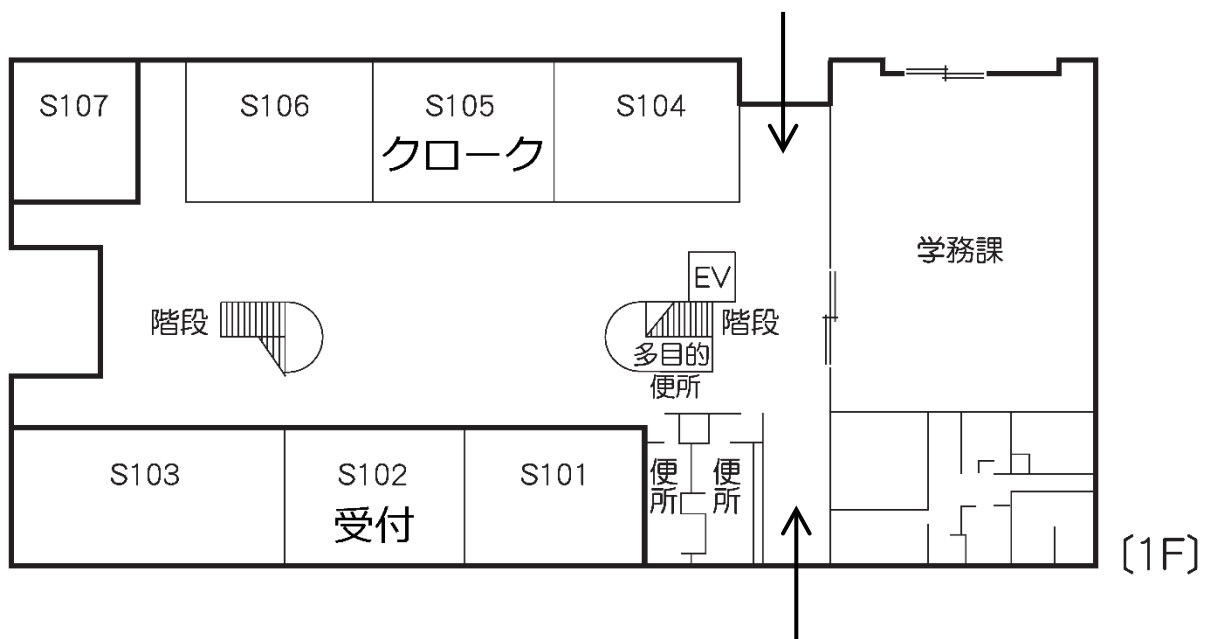 S107
S106
S105
クローク
S104
学務課
EV
階段
階段
多目的
便所
S103
S102
受付
S101
便所
便所
〔1F〕